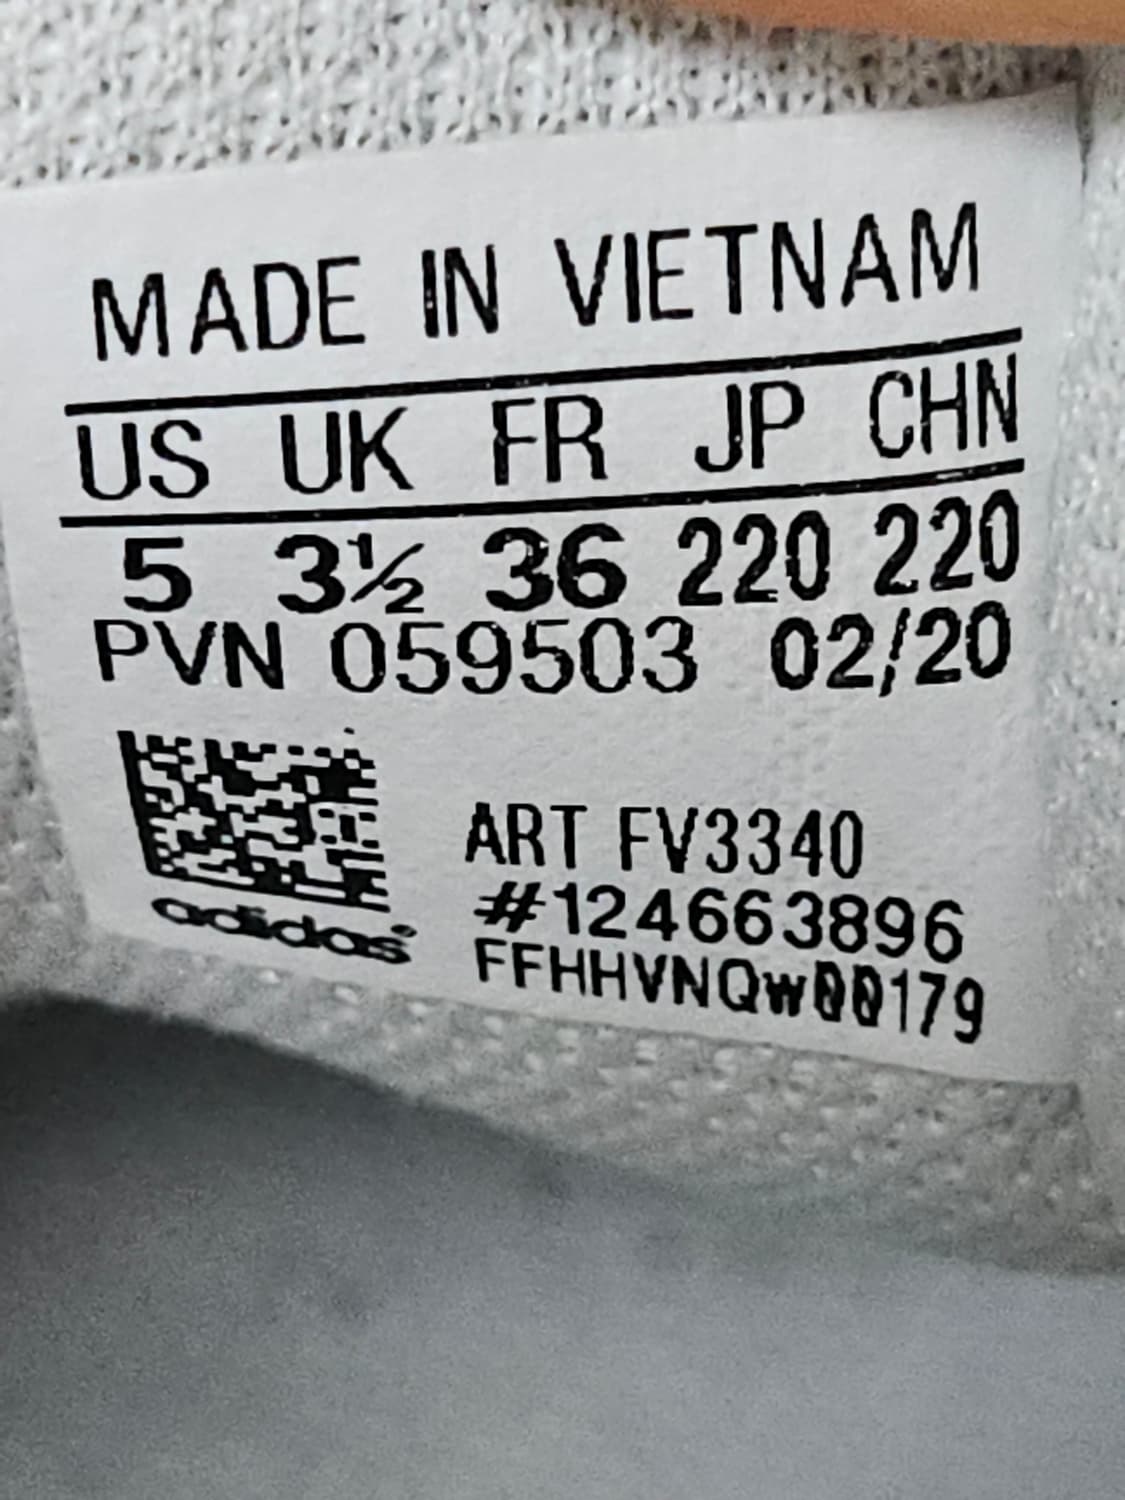 MADE IN VIETNAM
US UK FR JP CHN
5 3½ 36 220 220
PVN 059503 02/20
ART FV3340
#124663896
adidas
FFHHVNQW00179